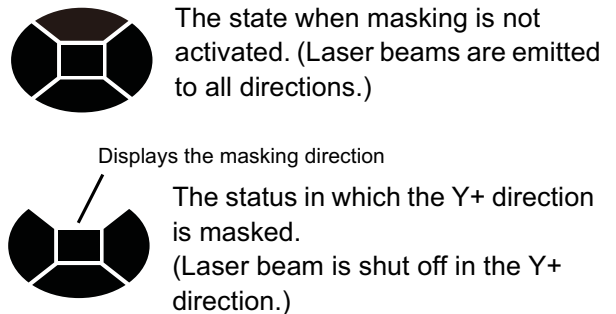 The state when masking is not
activated. (Laser beams are emitted
to all directions.)
Displays the masking direction
The status in which the Y+ direction
is masked.
(Laser beam is shut off in the Y+
direction.)